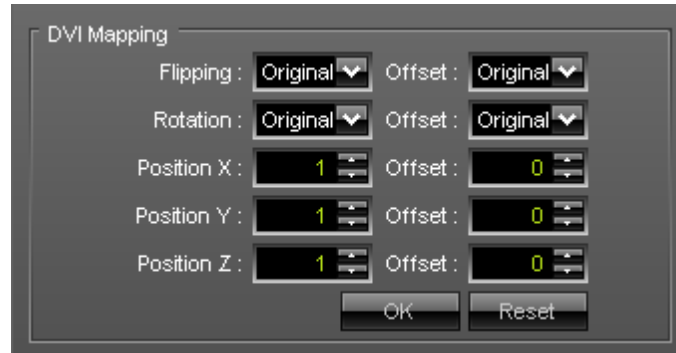 DVI Mapping
Flipping : Original Offset : Original
Rotation : Original Offset : Original
Position X : 1 Offset : 0
Position Y : 1 Offset : 0
Position Z : 1 Offset : 0
OK Reset